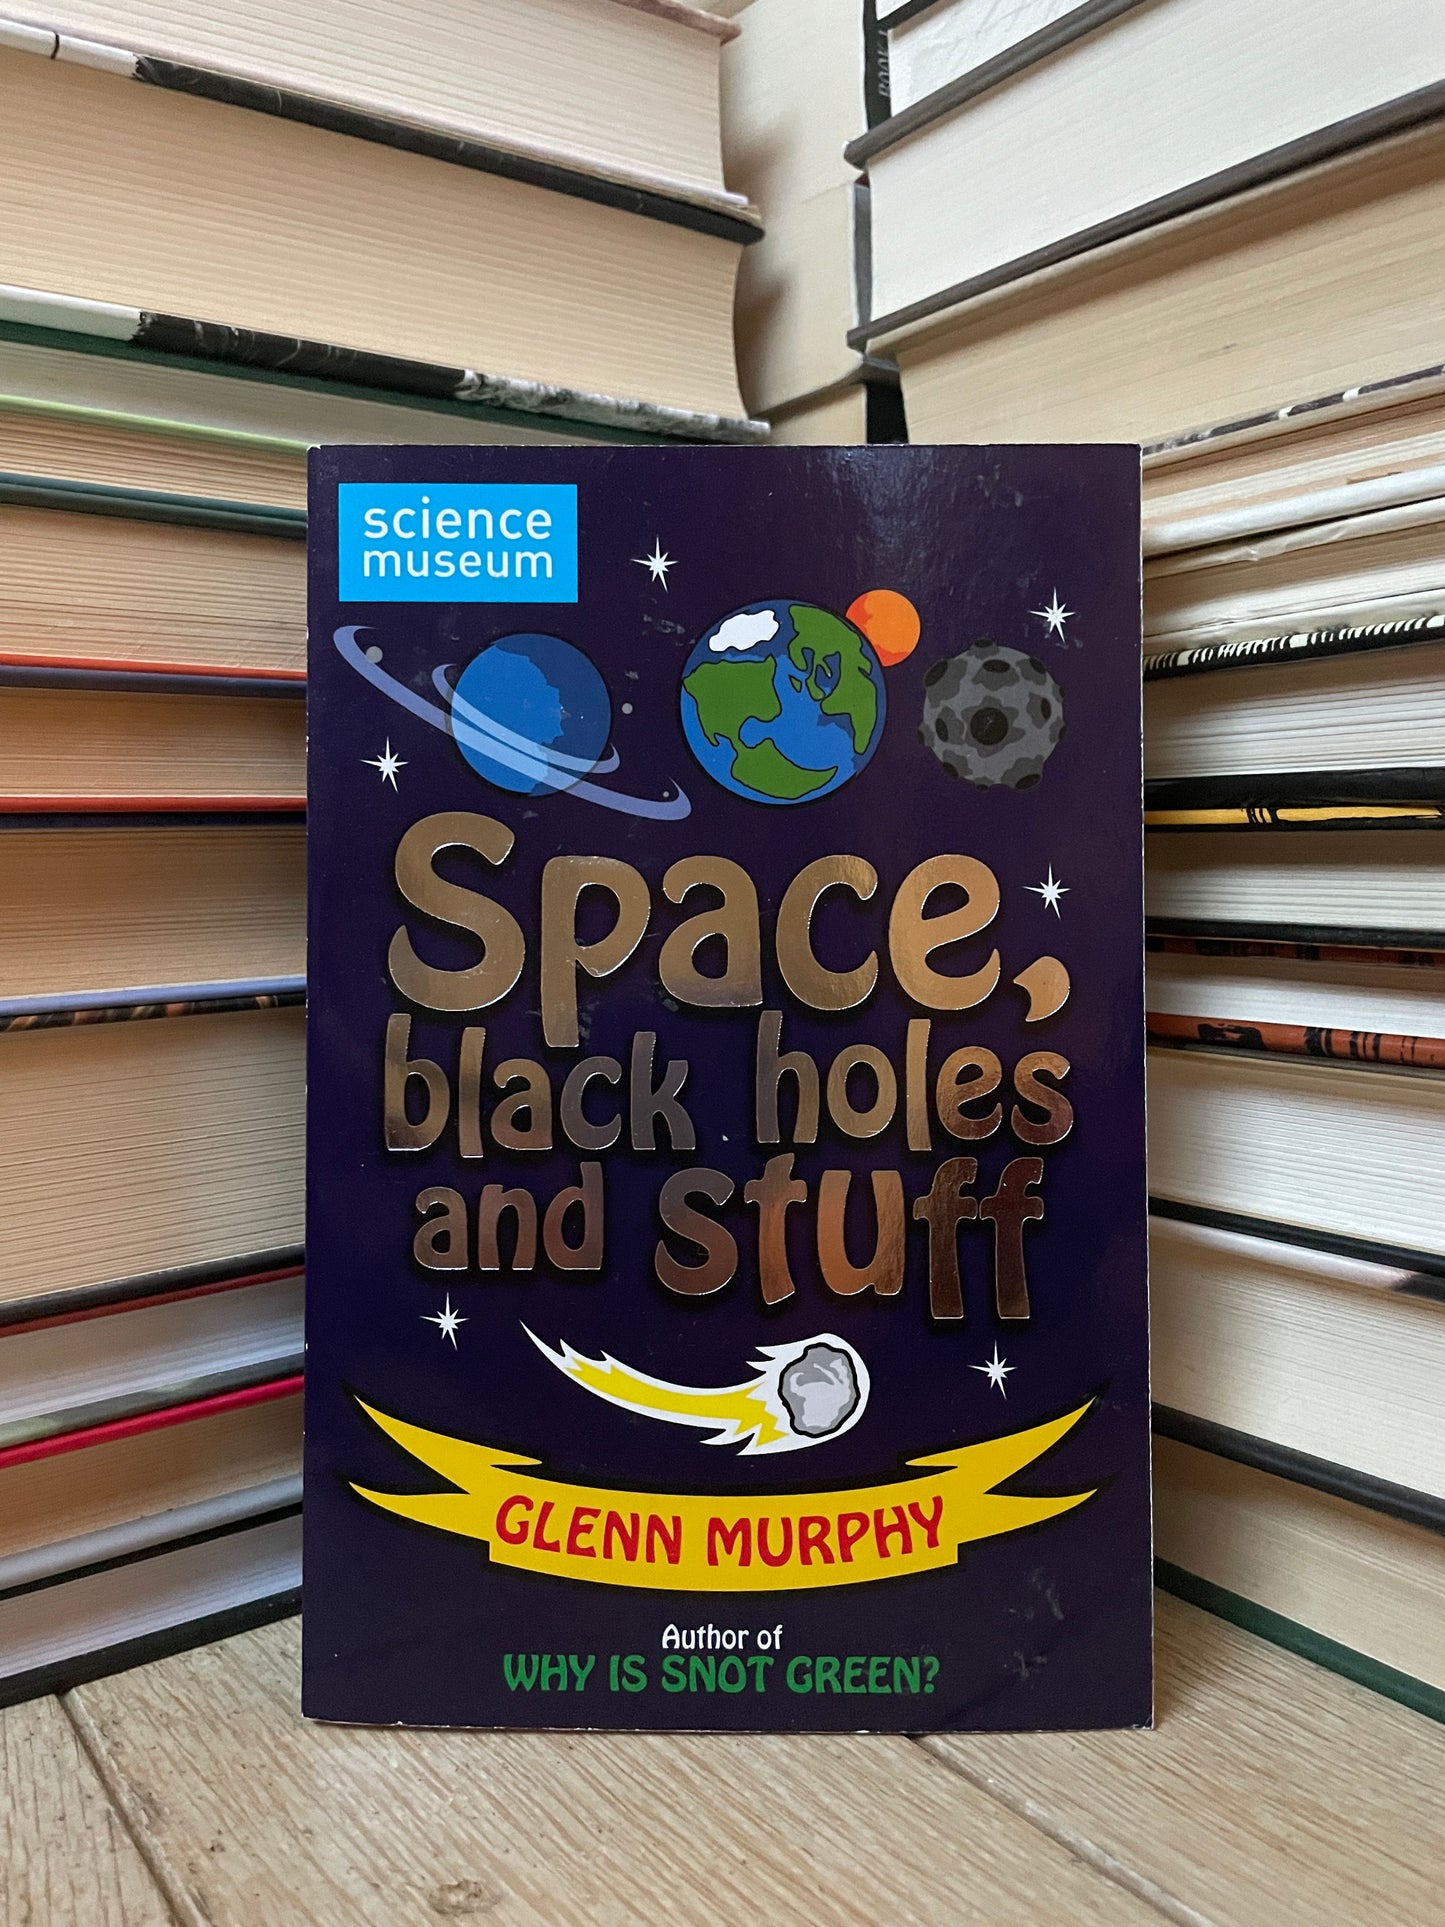 science
museum
Space,
black holes
and stuff
GLENN MURPHY
Author of
WHY IS SNOT GREEN?